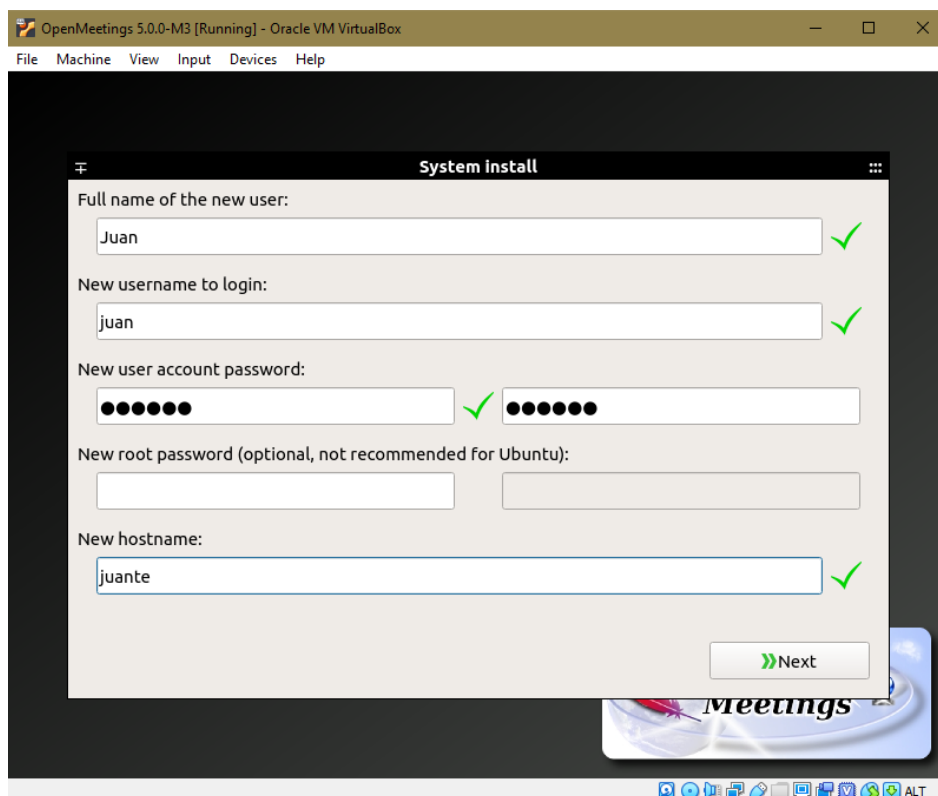 OpenMeetings 5.0.0-M3 [Running] - Oracle VM VirtualBox
File Machine View Input Devices Help
System install
Full name of the new user:
Juan
New username to login:
juan
New user account password:
●●●●●● ●●●●●●
New root password (optional, not recommended for Ubuntu):
New hostname:
juante
Next
Meetings
ALT